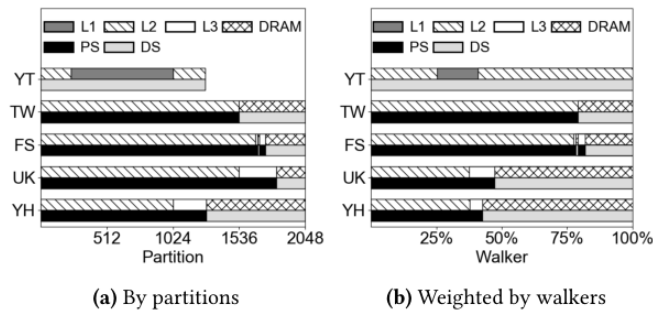 L1 L2 L3 DRAM
PS DS
YT
TW
FS
UK
YH
512 1024 1536 2048
Partition
(a) By partitions
L1 L2 L3 DRAM
PS DS
YT
TW
FS
UK
YH
25% 50% 75% 100%
Walker
(b) Weighted by walkers